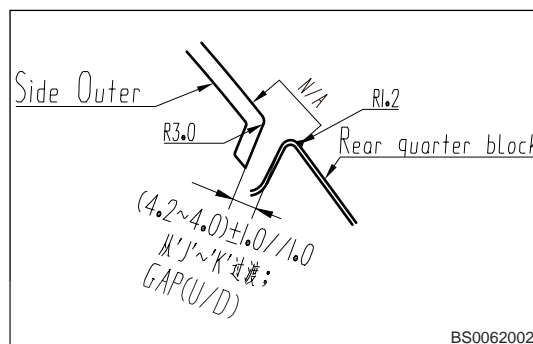 N/A
Side Outer
R1.2
R3.0
Rear quarter block
(4.2~4.0)±1.0//1.0
从'J'~'K'过渡;
GAP(U/D)
BS0062002